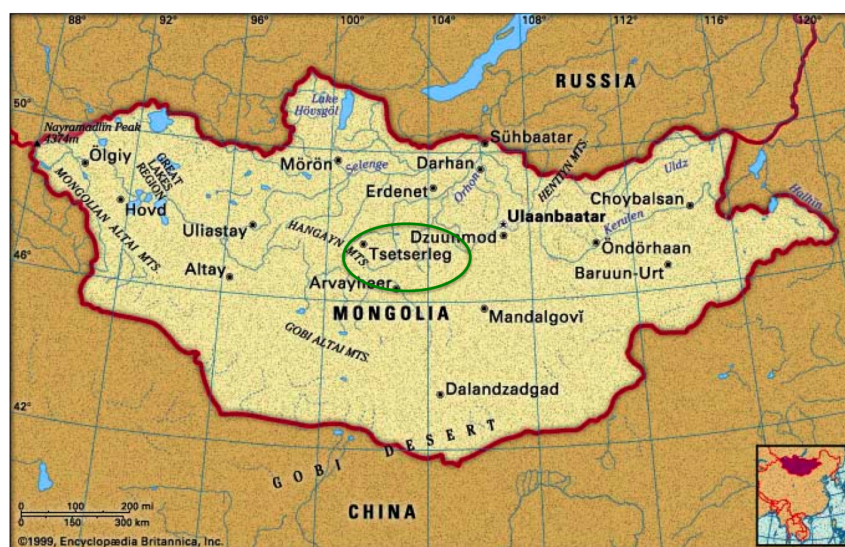 88°
92°
96°
100°
104°
108°
112°
116°
120°
50°
46°
42°
RUSSIA
Lake
Hövsgöl
Nayramadlin Peak
4374m
Sühbaatar
Ölgiy
GREAT
LAKES
REGION
Mörön
Selenge
Darhan
HENTIYN MTS.
Uldz
Erdenet
Orhon
Choybalsan
Halhin
Hovd
MONGOLIAN ALTAI MTS.
Uliastay
HANGAYN MTS.
Ulaanbaatar
Kerulen
Dzuunmod
Tsetserleg
Öndörhaan
Altay
Baruun-Urt
Arvayheer
MONGOLIA
Mandalgovĭ
GOBI ALTAI MTS.
Dalandzadgad
GOBI DESERT
CHINA
0 100 200 mi
0 150 300 km
©1999, Encyclopædia Britannica, Inc.